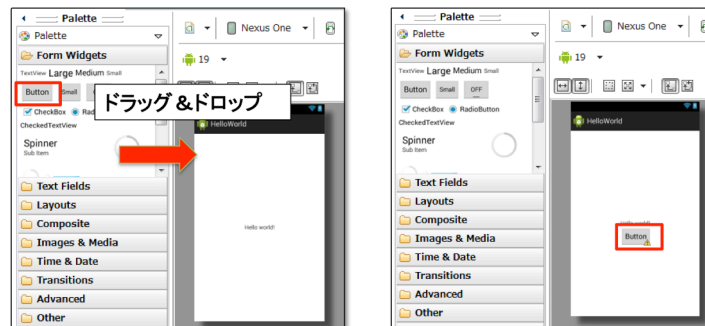 Palette
Palette
Form Widgets
TextView Large Medium Small
Button Small
CheckBox
CheckedTextView
Spinner
Sub Item
Text Fields
Layouts
Composite
Images & Media
Time & Date
Transitions
Advanced
Other
Nexus One
19
ドラッグ&ドロップ
HelloWorld
Hello world!
Palette
Palette
Form Widgets
TextView Large Medium Small
Button Small OFF
CheckBox RadioButton
CheckedTextView
Spinner
Sub Item
Text Fields
Layouts
Composite
Images & Media
Time & Date
Transitions
Advanced
Other
Nexus One
19
HelloWorld
Hello world!
Button